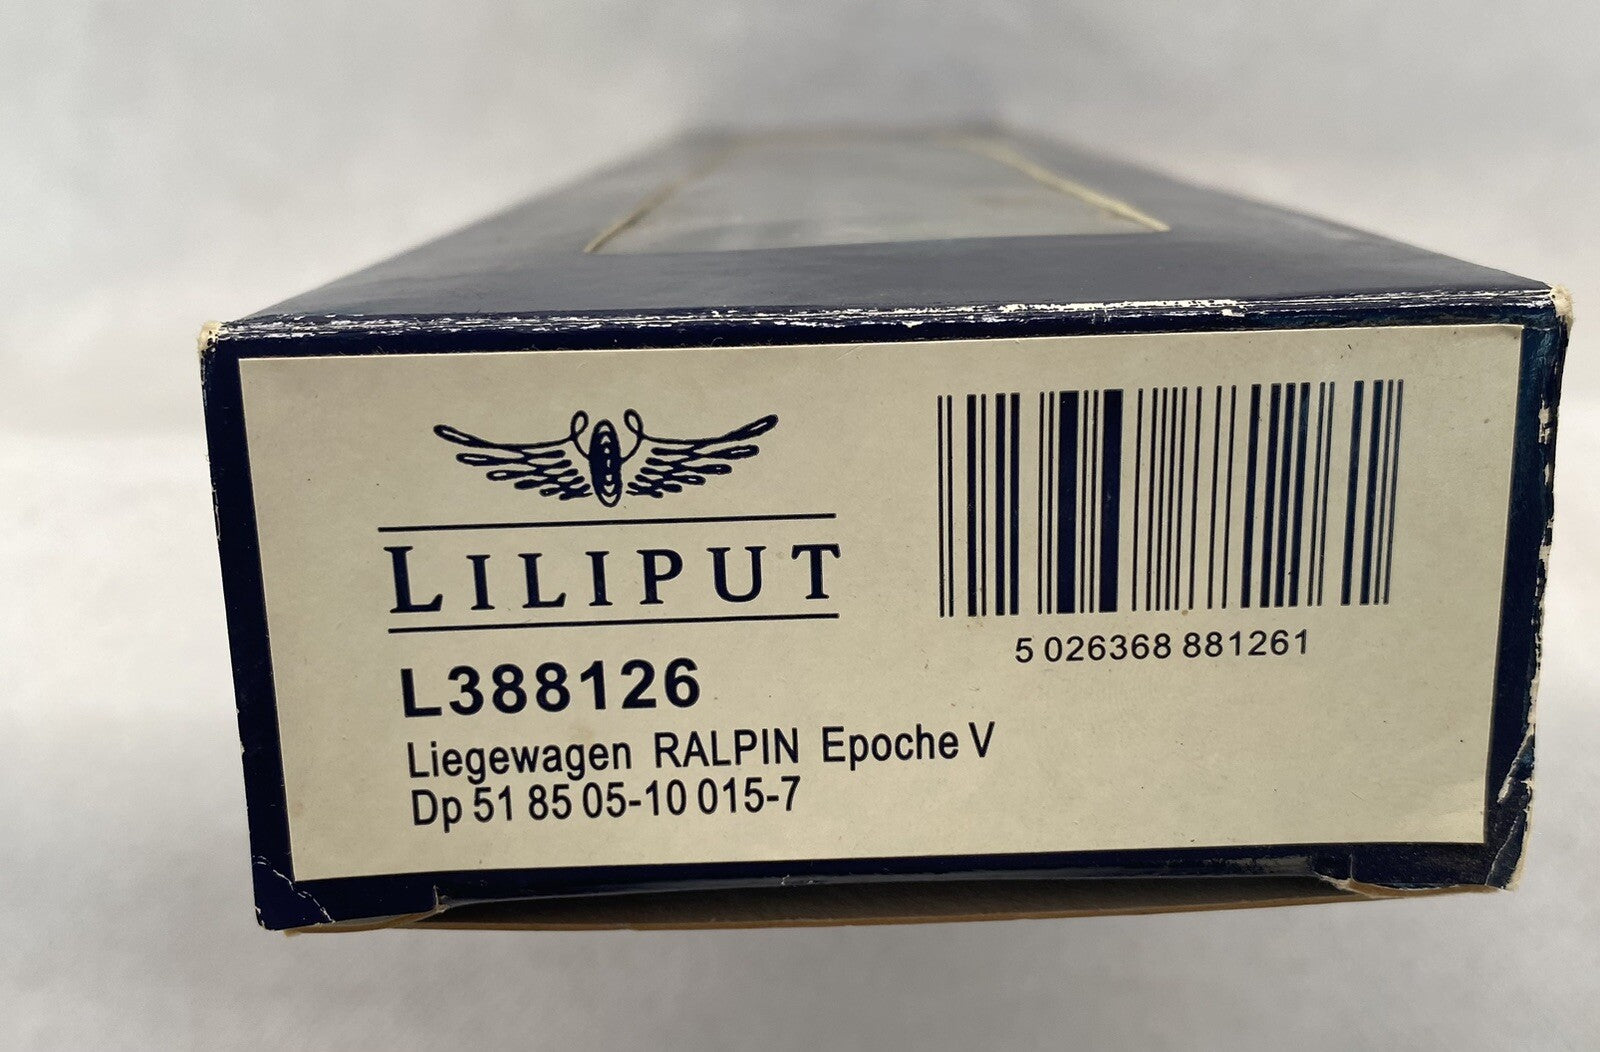 LILIPUT
5 026368 881261
L388126
Liegewagen RALPIN Epoche V
Dp 51 85 05-10 015-7